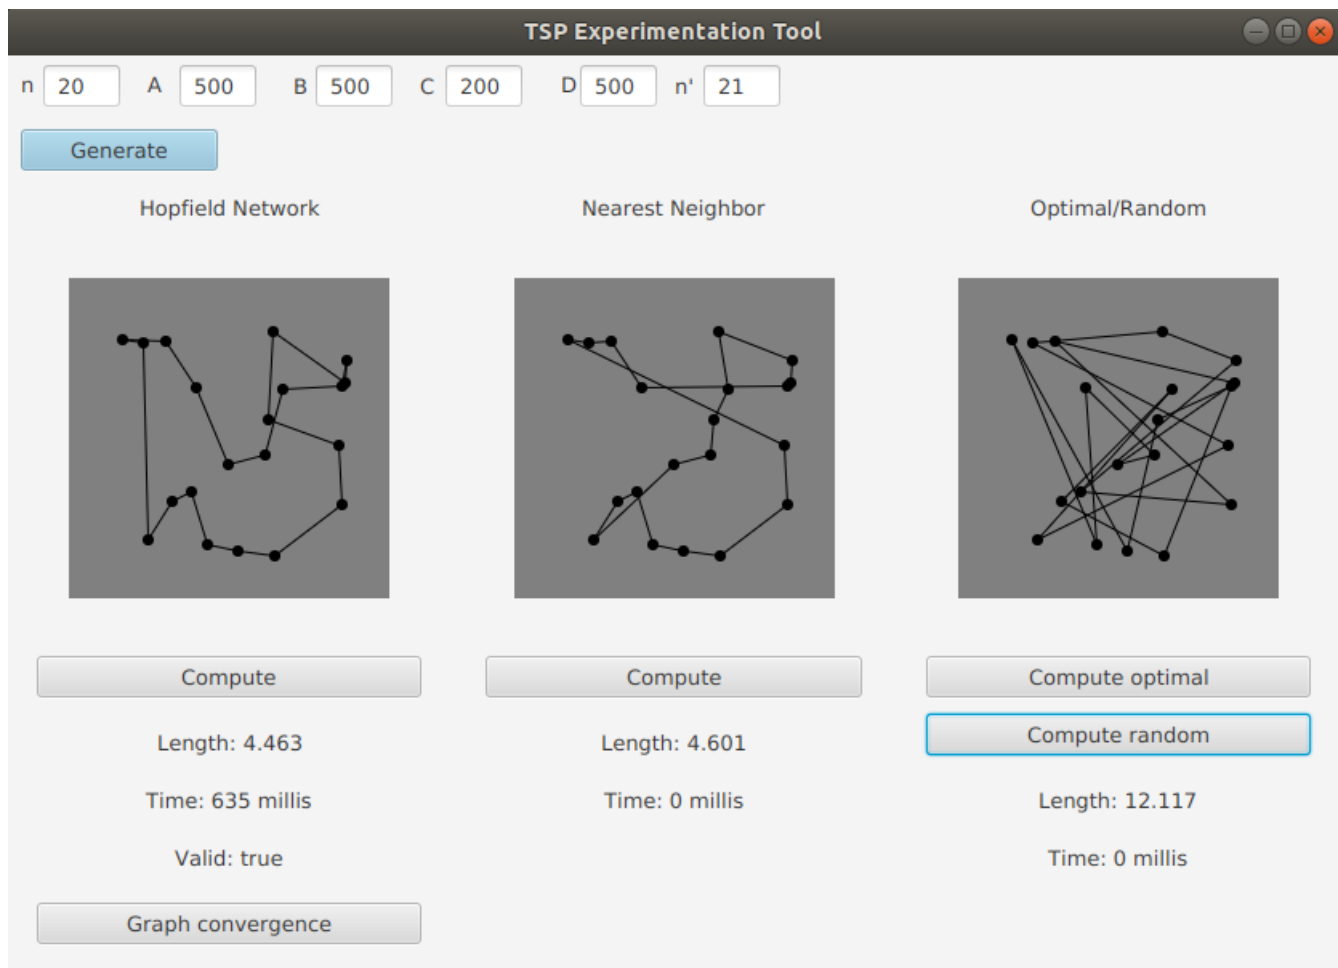 TSP Experimentation Tool
n 20 A 500 B 500 C 200 D 500 n' 21
Generate
Hopfield Network Nearest Neighbor Optimal/Random
Compute Compute Compute optimal
Compute random
Length: 4.463 Length: 4.601
Time: 635 millis Time: 0 millis Length: 12.117
Valid: true Time: 0 millis
Graph convergence